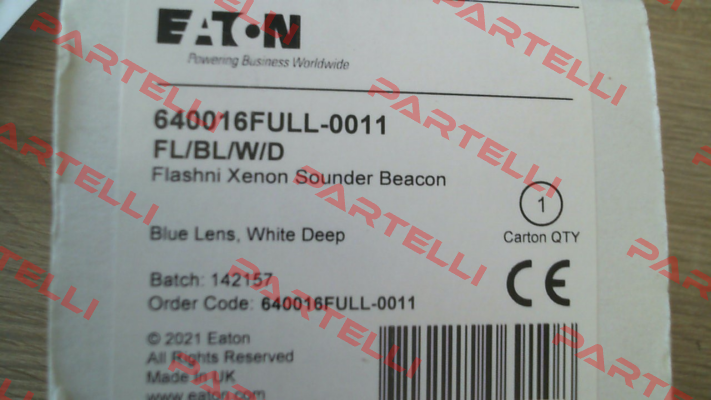 EATON
Powering Business Worldwide
640016FULL-0011
FL/BL/W/D
Flashni Xenon Sounder Beacon
1
Carton QTY
Blue Lens, White Deep
Batch: 142157
Order Code: 640016FULL-0011
CE
© 2021 Eaton
All Rights Reserved
Made In UK
www.eaton.com
PARTELLI
PARTELLI
PARTELLI
PARTELLI
PARTELLI
PARTELLI